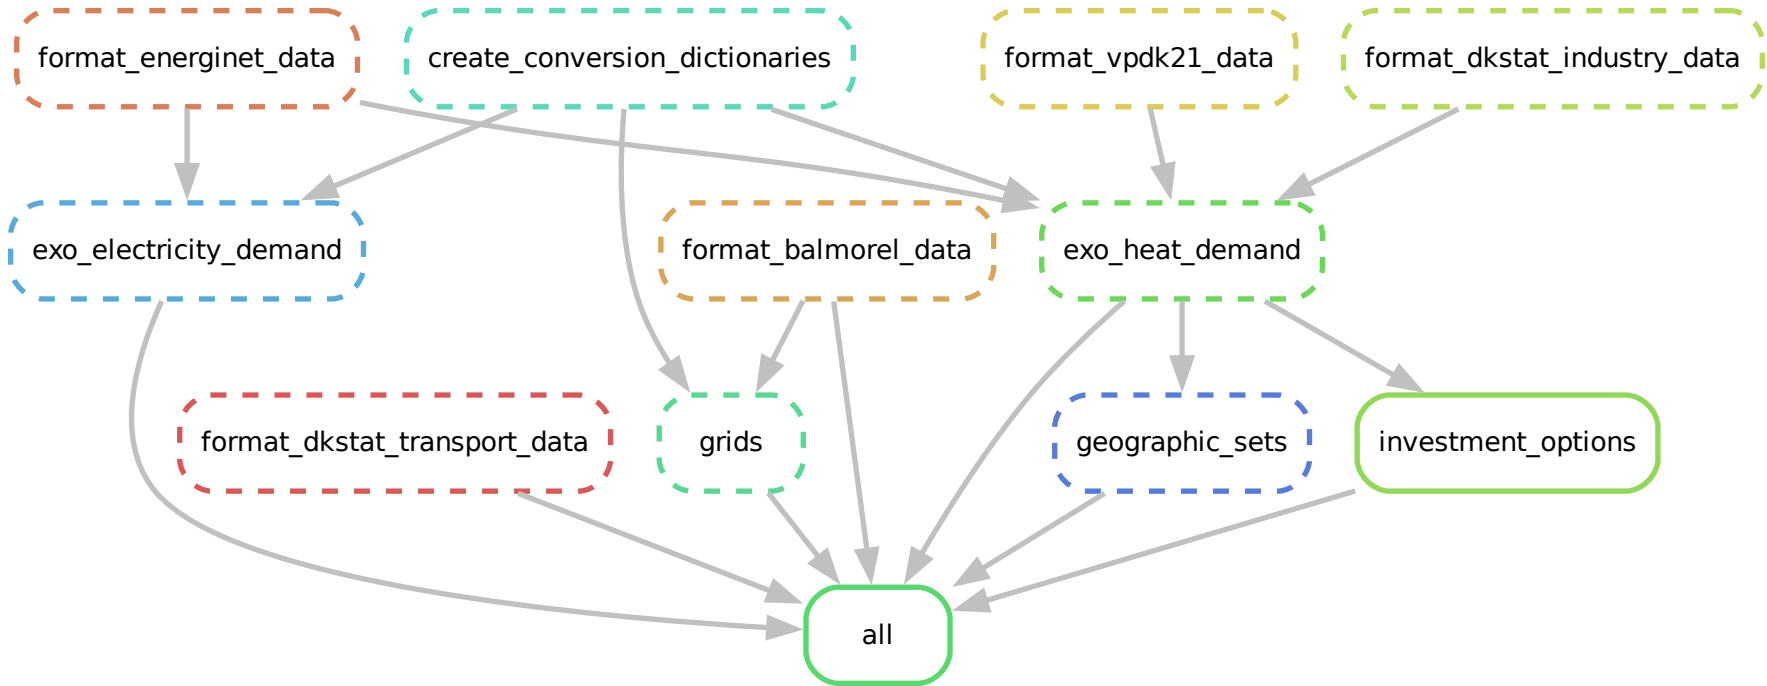 format_energinet_data
create_conversion_dictionaries
format_vpdk21_data
format_dkstat_industry_data
exo_electricity_demand
format_balmorel_data
exo_heat_demand
format_dkstat_transport_data
grids
geographic_sets
investment_options
all